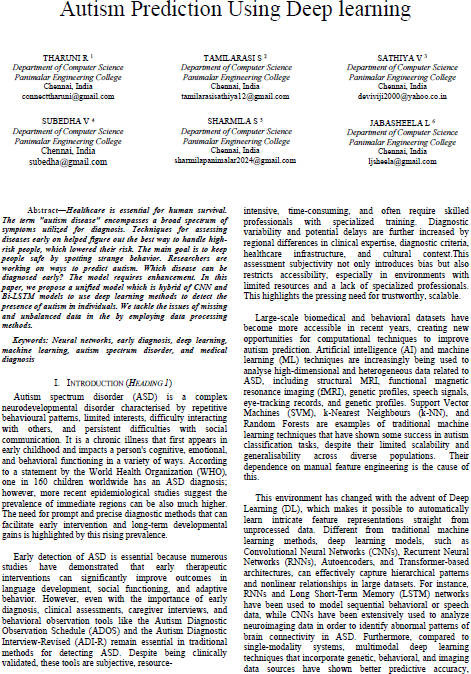 Autism Prediction Using Deep learning
THARUNI R 1
Department of Computer Science
Panimalar Engineering College
Chennai, India
connecttharuni@gmail.com
TAMILARASI S 2
Department of Computer Science
Panimalar Engineering College
Chennai, India
tamilarasisathiya12@gmail.com
SATHIYA V 3
Department of Computer Science
Panimalar Engineering College
Chennai, India
deviviji2000@yahoo.co.in
SUBEDHA V 4
Department of Computer Science
Panimalar Engineering College
Chennai, India
subedha@gmail.com
SHARMILA S 5
Department of Computer Science
Panimalar Engineering College
Chennai, India
sharmilapanimalar2024@gmail.com
JABASHEELA L 6
Department of Computer Science
Panimalar Engineering College
Chennai, India
ljsheela@gmail.com
Abstract—Healthcare is essential for human survival.
The term "autism disease" encompasses a broad spectrum of
symptoms utilized for diagnosis. Techniques for assessing
diseases early on helped figure out the best way to handle high-
risk people, which lowered their risk. The main goal is to keep
people safe by spotting strange behavior. Researchers are
working on ways to predict autism. Which disease can be
diagnosed early? The model requires enhancement. In this
paper, we propose a unified model which is hybrid of CNN and
Bi-LSTM models to use deep learning methods to detect the
presence of autism in individuals. We tackle the issues of missing
and unbalanced data in the by employing data processing
methods.
Keywords: Neural networks, early diagnosis, deep learning,
machine learning, autism spectrum disorder, and medical
diagnosis
I. INTRODUCTION (HEADING 1)
Autism spectrum disorder (ASD) is a complex
neurodevelopmental disorder characterised by repetitive
behavioural patterns, limited interests, difficulty interacting
with others, and persistent difficulties with social
communication. It is a chronic illness that first appears in
early childhood and impacts a person's cognitive, emotional,
and behavioral functioning in a variety of ways. According
to a statement by the World Health Organization (WHO),
one in 160 children worldwide has an ASD diagnosis;
however, more recent epidemiological studies suggest the
prevalence of immediate regions can be also much higher.
The need for prompt and precise diagnostic methods that can
facilitate early intervention and long-term developmental
gains is highlighted by this rising prevalence.
Early detection of ASD is essential because numerous
studies have demonstrated that early therapeutic
interventions can significantly improve outcomes in
language development, social functioning, and adaptive
behavior. However, even with the importance of early
diagnosis, clinical assessments, caregiver interviews, and
behavioral observation tools like the Autism Diagnostic
Observation Schedule (ADOS) and the Autism Diagnostic
Interview-Revised (ADI-R) remain essential in traditional
methods for detecting ASD. Despite being clinically
validated, these tools are subjective, resource-
intensive, time-consuming, and often require skilled
professionals with specialized training. Diagnostic
variability and potential delays are further increased by
regional differences in clinical expertise, diagnostic criteria,
healthcare infrastructure, and cultural context.This
assessment subjectivity not only introduces bias but also
restricts accessibility, especially in environments with
limited resources and a lack of specialized professionals.
This highlights the pressing need for trustworthy, scalable.
Large-scale biomedical and behavioral datasets have
become more accessible in recent years, creating new
opportunities for computational techniques to improve
autism prediction. Artificial intelligence (AI) and machine
learning (ML) techniques are increasingly being used to
analyse high-dimensional and heterogeneous data related to
ASD, including structural MRI, functional magnetic
resonance imaging (fMRI), genetic profiles, speech signals,
eye-tracking records, and genetic profiles. Support Vector
Machines (SVM), k-Nearest Neighbours (k-NN), and
Random Forests are examples of traditional machine
learning techniques that have shown some success in autism
classification tasks, despite their limited scalability and
generalisability across diverse populations. Their
dependence on manual feature engineering is the cause of
this.
This environment has changed with the advent of Deep
Learning (DL), which makes it possible to automatically
learn intricate feature representations straight from
unprocessed data. Different from traditional machine
learning methods, deep learning models, such as
Convolutional Neural Networks (CNNs), Recurrent Neural
Networks (RNNs), Autoencoders, and Transformer-based
architectures, can effectively capture hierarchical patterns
and nonlinear relationships in large datasets. For instance,
RNNs and Long Short-Term Memory (LSTM) networks
have been used to model sequential behavioral or speech
data, while CNNs have been extensively used to analyze
neuroimaging data in order to identify abnormal patterns of
brain connectivity in ASD. Furthermore, compared to
single-modality systems, multimodal deep learning
techniques that incorporate genetic, behavioral, and imaging
data sources have shown better predictive accuracy,